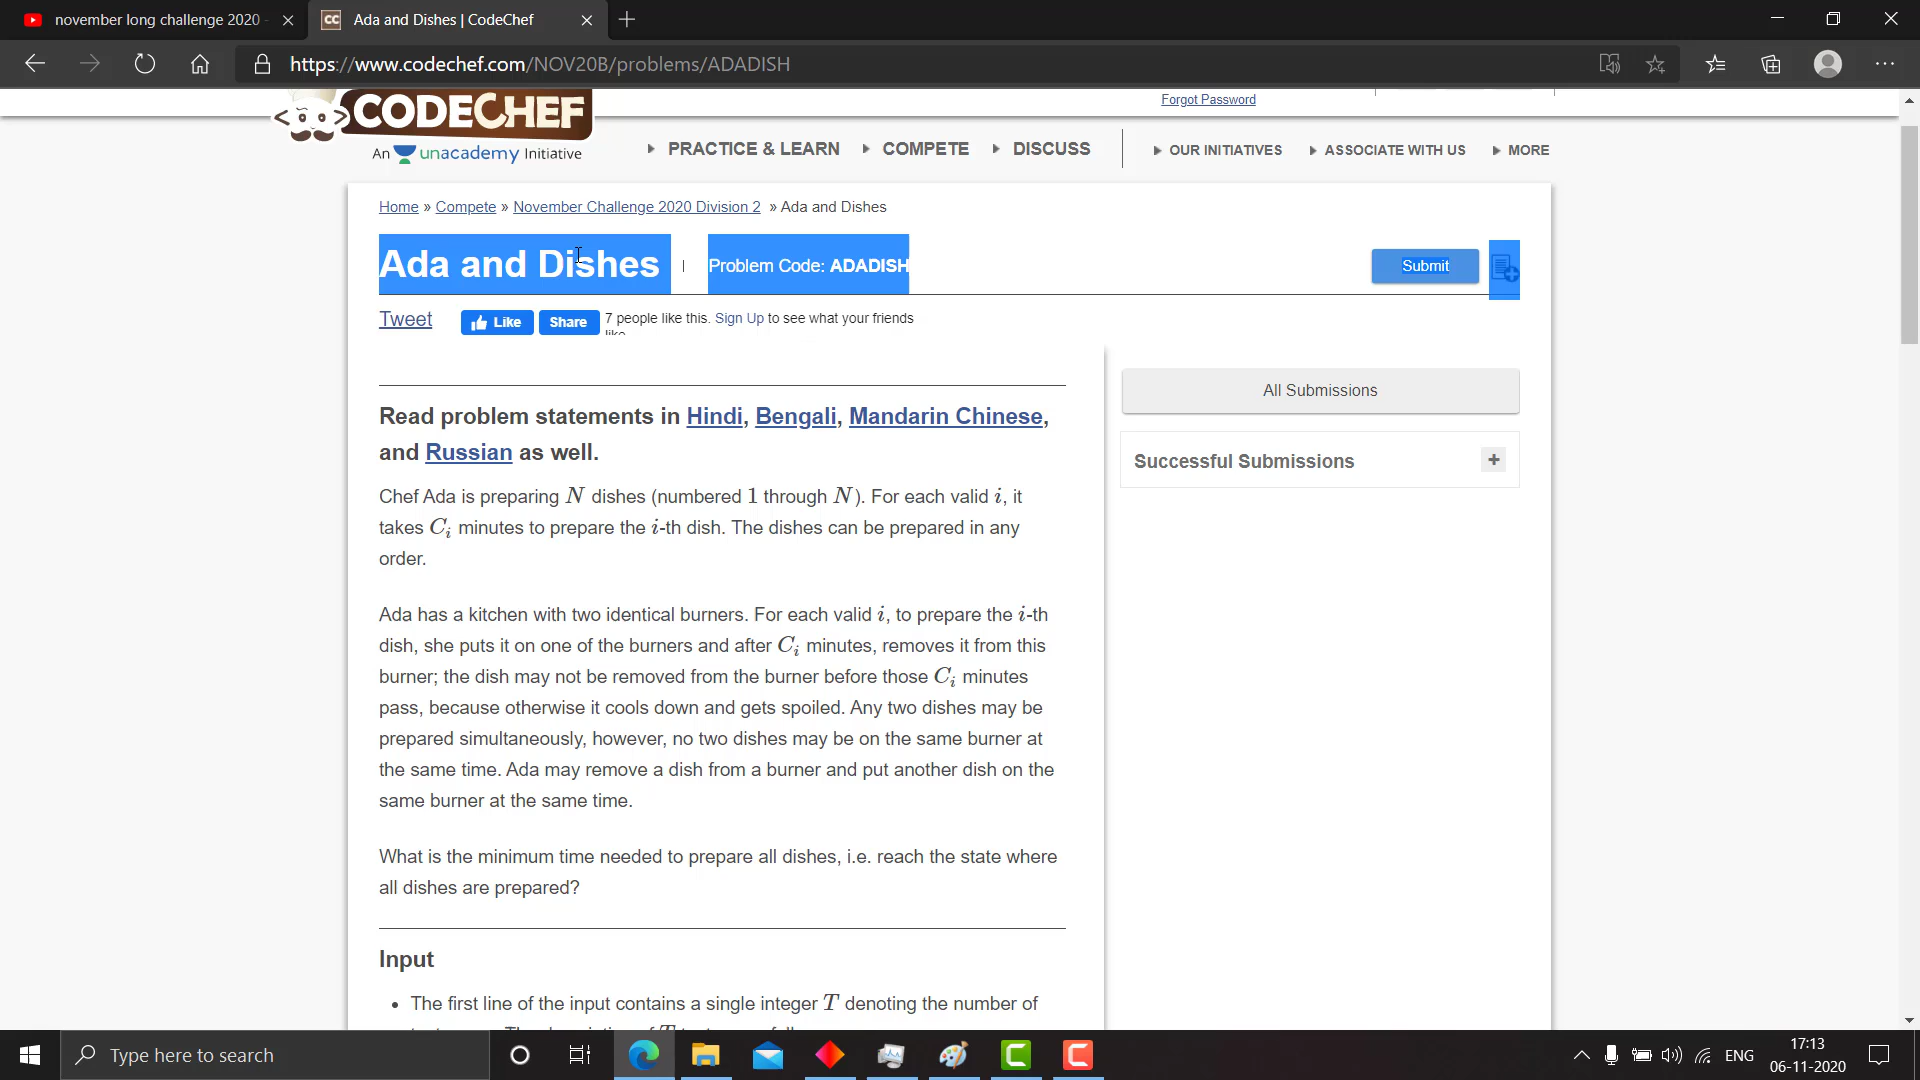 november long challenge 2020 -
Ada and Dishes | CodeChef
https://www.codechef.com/NOV20B/problems/ADADISH
Forgot Password
CODECHEF
An unacademy Initiative
PRACTICE & LEARN
COMPETE
DISCUSS
OUR INITIATIVES
ASSOCIATE WITH US
MORE
Home » Compete » November Challenge 2020 Division 2 » Ada and Dishes
Ada and Dishes | Problem Code: ADADISH
Submit
Tweet
Like
Share
7 people like this. Sign Up to see what your friends
like.
All Submissions
Successful Submissions
+
Read problem statements in Hindi, Bengali, Mandarin Chinese,
and Russian as well.
Chef Ada is preparing N dishes (numbered 1 through N). For each valid i, it
takes Ci minutes to prepare the i-th dish. The dishes can be prepared in any
order.
Ada has a kitchen with two identical burners. For each valid i, to prepare the i-th
dish, she puts it on one of the burners and after Ci minutes, removes it from this
burner; the dish may not be removed from the burner before those Ci minutes
pass, because otherwise it cools down and gets spoiled. Any two dishes may be
prepared simultaneously, however, no two dishes may be on the same burner at
the same time. Ada may remove a dish from a burner and put another dish on the
same burner at the same time.
What is the minimum time needed to prepare all dishes, i.e. reach the state where
all dishes are prepared?
Input
• The first line of the input contains a single integer T denoting the number of
Type here to search
ENG
17:13
06-11-2020